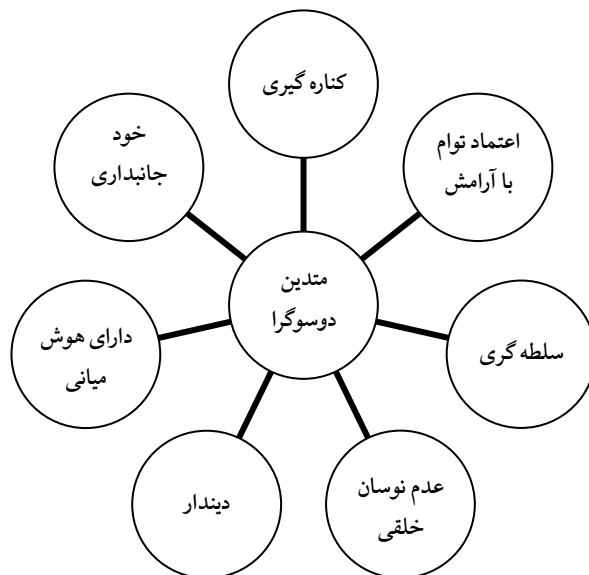 کناره گیری
اعتماد توام
با آرامش
سلطه گری
عدم نوسان
خلقی
دیندار
دارای هوش
میانی
خود
جانبداری
متدین
دوسوگرا